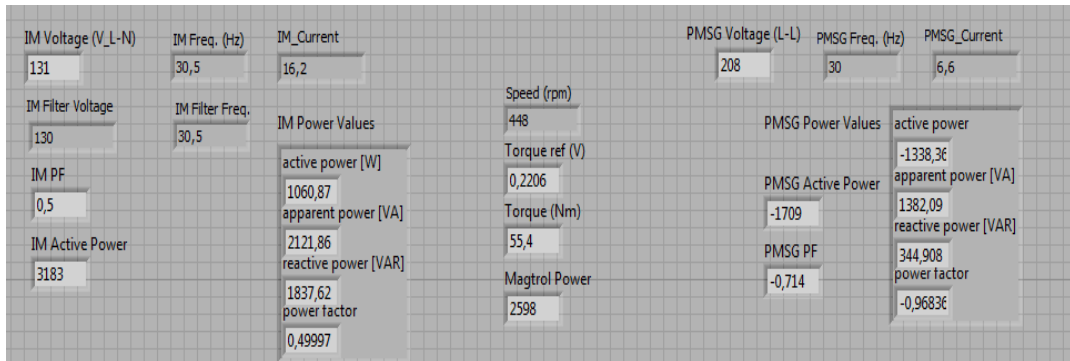 IM Voltage (V_L-N)
131
IM Freq. (Hz)
30,5
IM_Current
16,2
IM Filter Voltage
130
IM Filter Freq.
30,5
IM PF
0,5
IM Active Power
3183
IM Power Values
active power [W]
1060,87
apparent power [VA]
2121,86
reactive power [VAR]
1837,62
power factor
0,49997
Speed (rpm)
448
Torque ref (V)
0,2206
Torque (Nm)
55,4
Magtrol Power
2598
PMSG Voltage (L-L)
208
PMSG Freq. (Hz)
30
PMSG_Current
6,6
PMSG Power Values
PMSG Active Power
-1709
PMSG PF
-0,714
active power
-1338,36
apparent power [VA]
1382,09
reactive power [VAR]
344,908
power factor
-0,96836